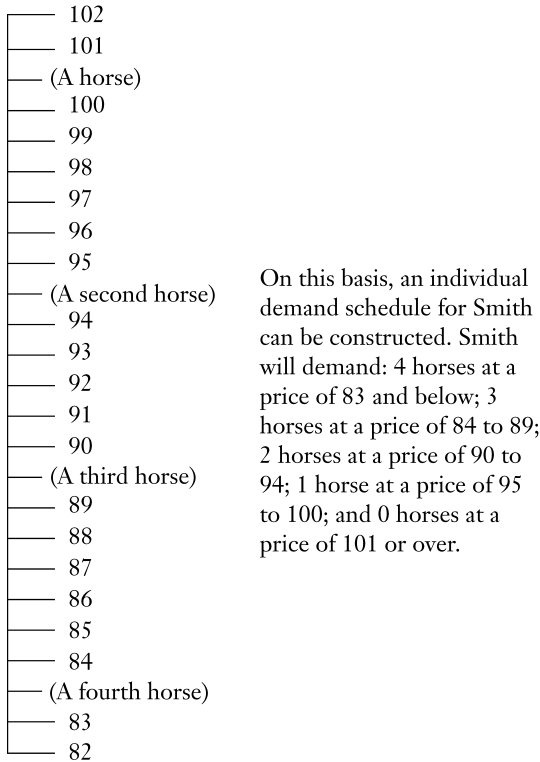 102
101
(A horse)
100
99
98
97
96
95
(A second horse)
94
93
92
91
90
(A third horse)
89
88
87
86
85
84
(A fourth horse)
83
82
On this basis, an individual
demand schedule for Smith
can be constructed. Smith
will demand: 4 horses at a
price of 83 and below; 3
horses at a price of 84 to 89;
2 horses at a price of 90 to
94; 1 horse at a price of 95
to 100; and 0 horses at a
price of 101 or over.